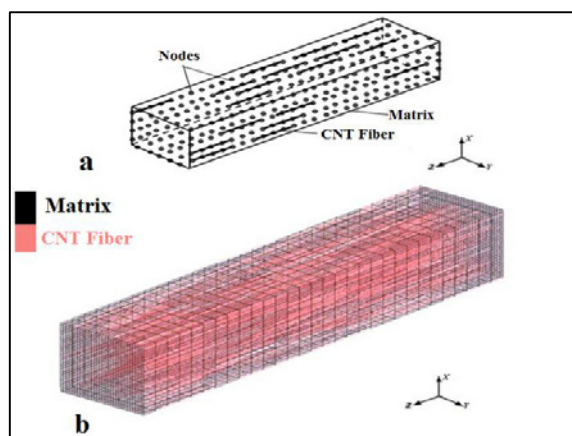 Nodes
Matrix
CNT Fiber
a
X
Z Y
Matrix
CNT Fiber
X
Z Y
b